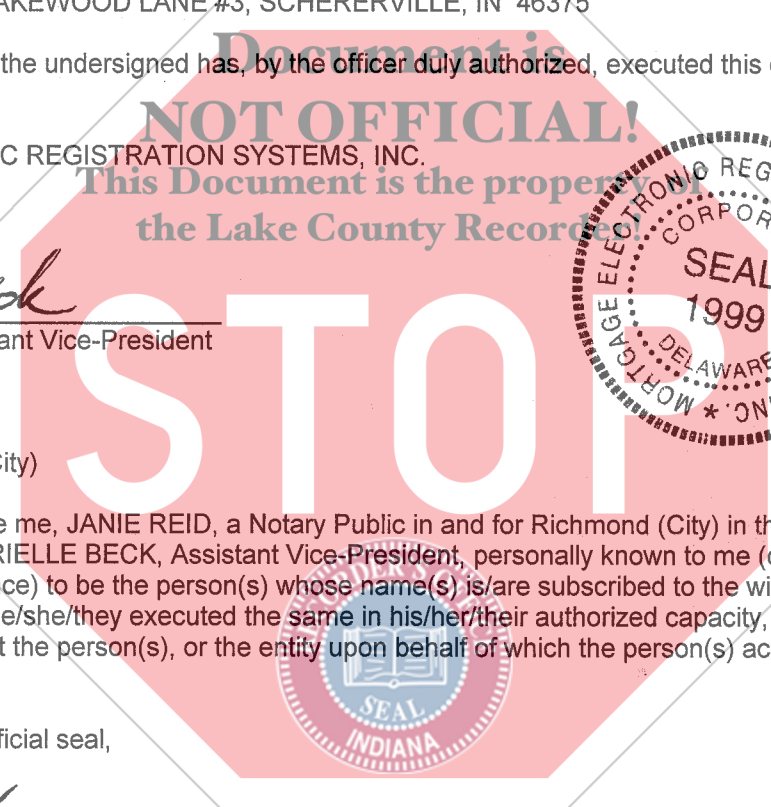 AKEWOOD LANE #3, SCHERERVILLE, IN 46375
Document is
the undersigned has, by the officer duly authorized, executed this
NOT OFFICIAL!
C REGISTRATION SYSTEMS, INC.
This Document is the property of
the Lake County Recorder!
MORTGAGE ELECTRONIC REG
CORPOR
SEAL
1999
DELAWARE
INC. *
ant Vice-President
STOP
City)
e me, JANIE REID, a Notary Public in and for Richmond (City) in th
RIELLE BECK, Assistant Vice-President, personally known to me (
ce) to be the person(s) whose name(s) is/are subscribed to the wi
e/she/they executed the same in his/her/their authorized capacity,
t the person(s), or the entity upon behalf of which the person(s) ac
RECORDER'S OFFIC
SEAL
INDIANA
ficial seal,